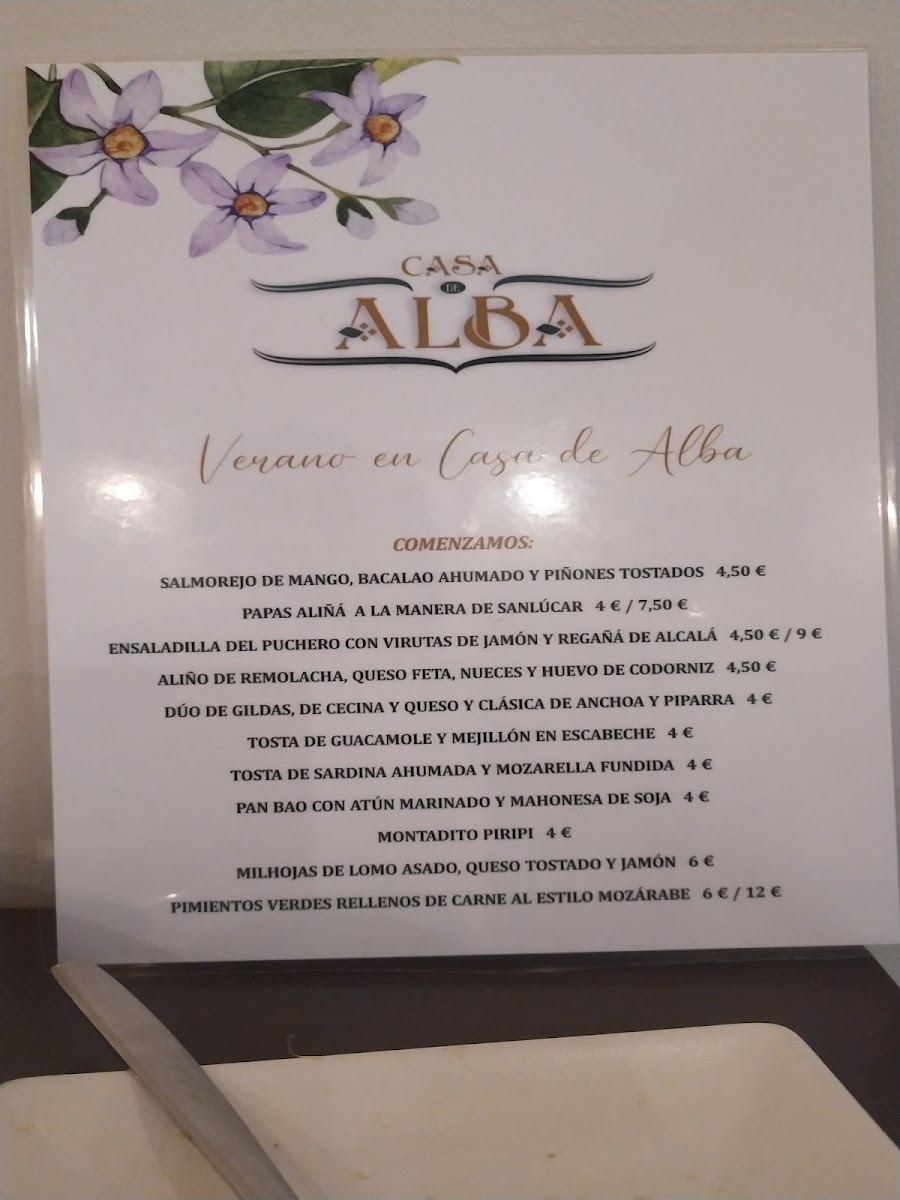 CASA
DE
ALBA
Verano en Casa de Alba
COMENZAMOS:
SALMOREJO DE MANGO, BACALAO AHUMADO Y PIÑONES TOSTADOS 4,50 €
PAPAS ALIÑÁ A LA MANERA DE SANLÚCAR 4 € / 7,50 €
ENSALADILLA DEL PUCHERO CON VIRUTAS DE JAMÓN Y REGAÑÁ DE ALCALÁ 4,50 € / 9 €
ALIÑO DE REMOLACHA, QUESO FETA, NUECES Y HUEVO DE CODORNIZ 4,50 €
DÚO DE GILDAS, DE CECINA Y QUESO Y CLÁSICA DE ANCHOA Y PIPARRA 4 €
TOSTA DE GUACAMOLE Y MEJILLÓN EN ESCABECHE 4 €
TOSTA DE SARDINA AHUMADA Y MOZARELLA FUNDIDA 4 €
PAN BAO CON ATÚN MARINADO Y MAHONESA DE SOJA 4 €
MONTADITO PIRIPI 4 €
MILHOJAS DE LOMO ASADO, QUESO TOSTADO Y JAMÓN 6 €
PIMIENTOS VERDES RELLENOS DE CARNE AL ESTILO MOZÁRABE 6 € / 12 €